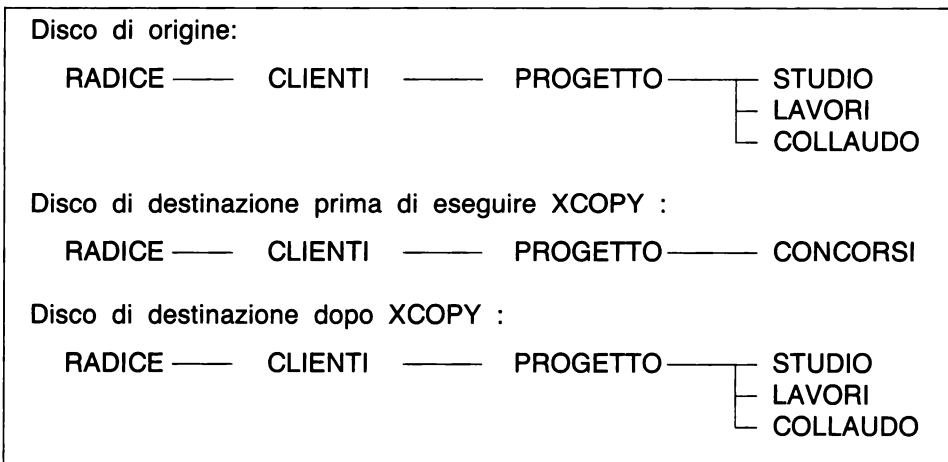 Disco di origine:
RADICE CLIENTI PROGETTO STUDIO
LAVORI
COLLAUDO
Disco di destinazione prima di eseguire XCOPY :
RADICE CLIENTI PROGETTO CONCORSI
Disco di destinazione dopo XCOPY :
RADICE CLIENTI PROGETTO STUDIO
LAVORI
COLLAUDO